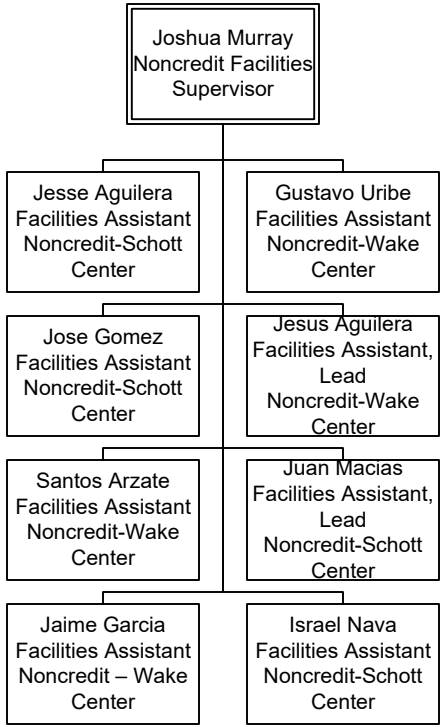 Joshua Murray
Noncredit Facilities
Supervisor
Jesse Aguilera
Facilities Assistant
Noncredit-Schott
Center
Gustavo Uribe
Facilities Assistant
Noncredit-Wake
Center
Jose Gomez
Facilities Assistant
Noncredit-Schott
Center
Jesus Aguilera
Facilities Assistant,
Lead
Noncredit-Wake
Center
Santos Arzate
Facilities Assistant
Noncredit-Wake
Center
Juan Macias
Facilities Assistant,
Lead
Noncredit-Schott
Center
Jaime Garcia
Facilities Assistant
Noncredit – Wake
Center
Israel Nava
Facilities Assistant
Noncredit-Schott
Center